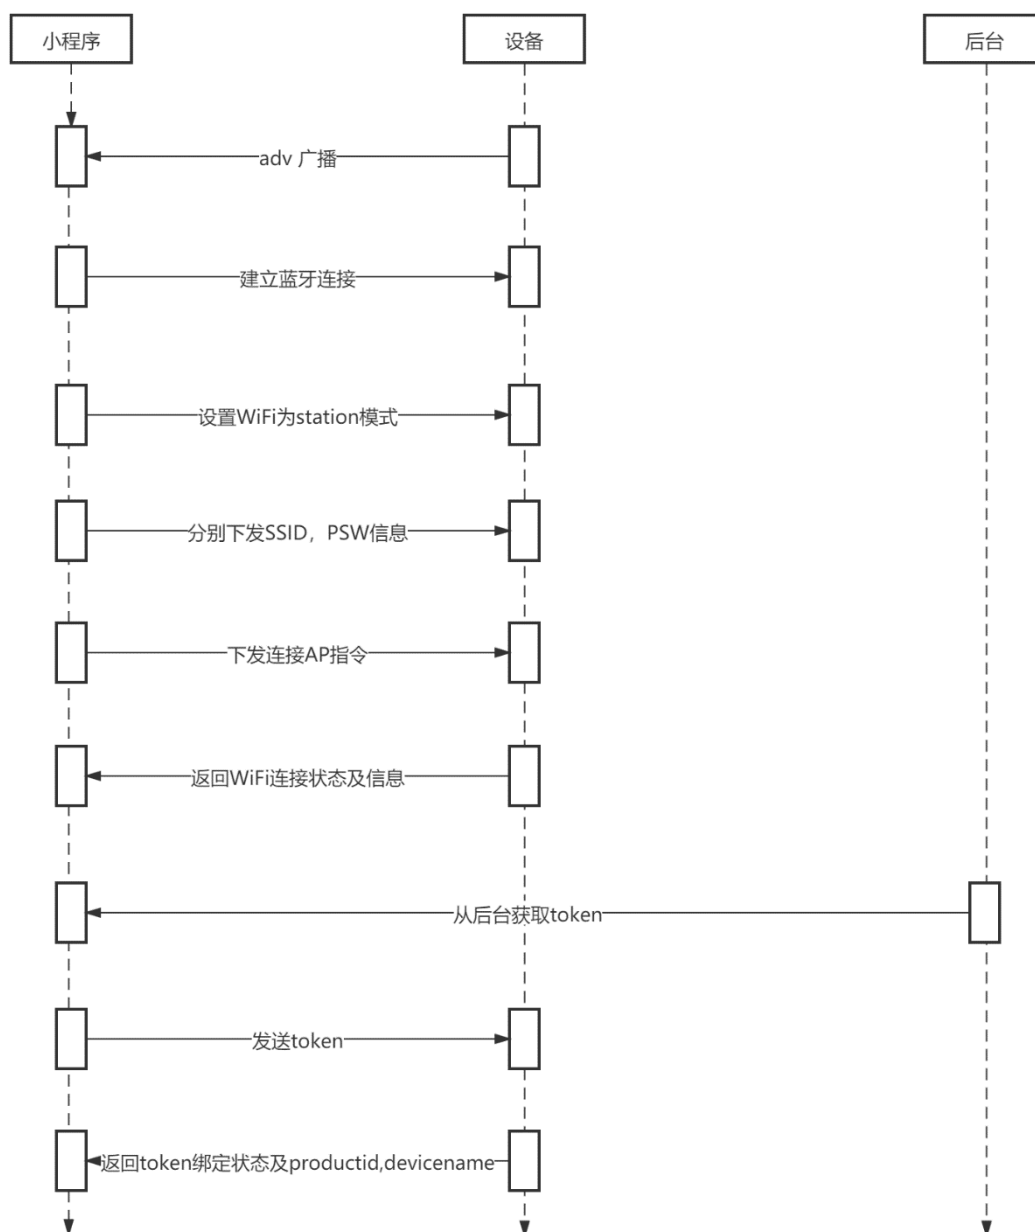 小程序
设备
后台
adv 广播
建立蓝牙连接
设置WiFi为station模式
分别下发SSID，PSW信息
下发连接AP指令
返回WiFi连接状态及信息
从后台获取token
发送token
返回token绑定状态及productid,devicename